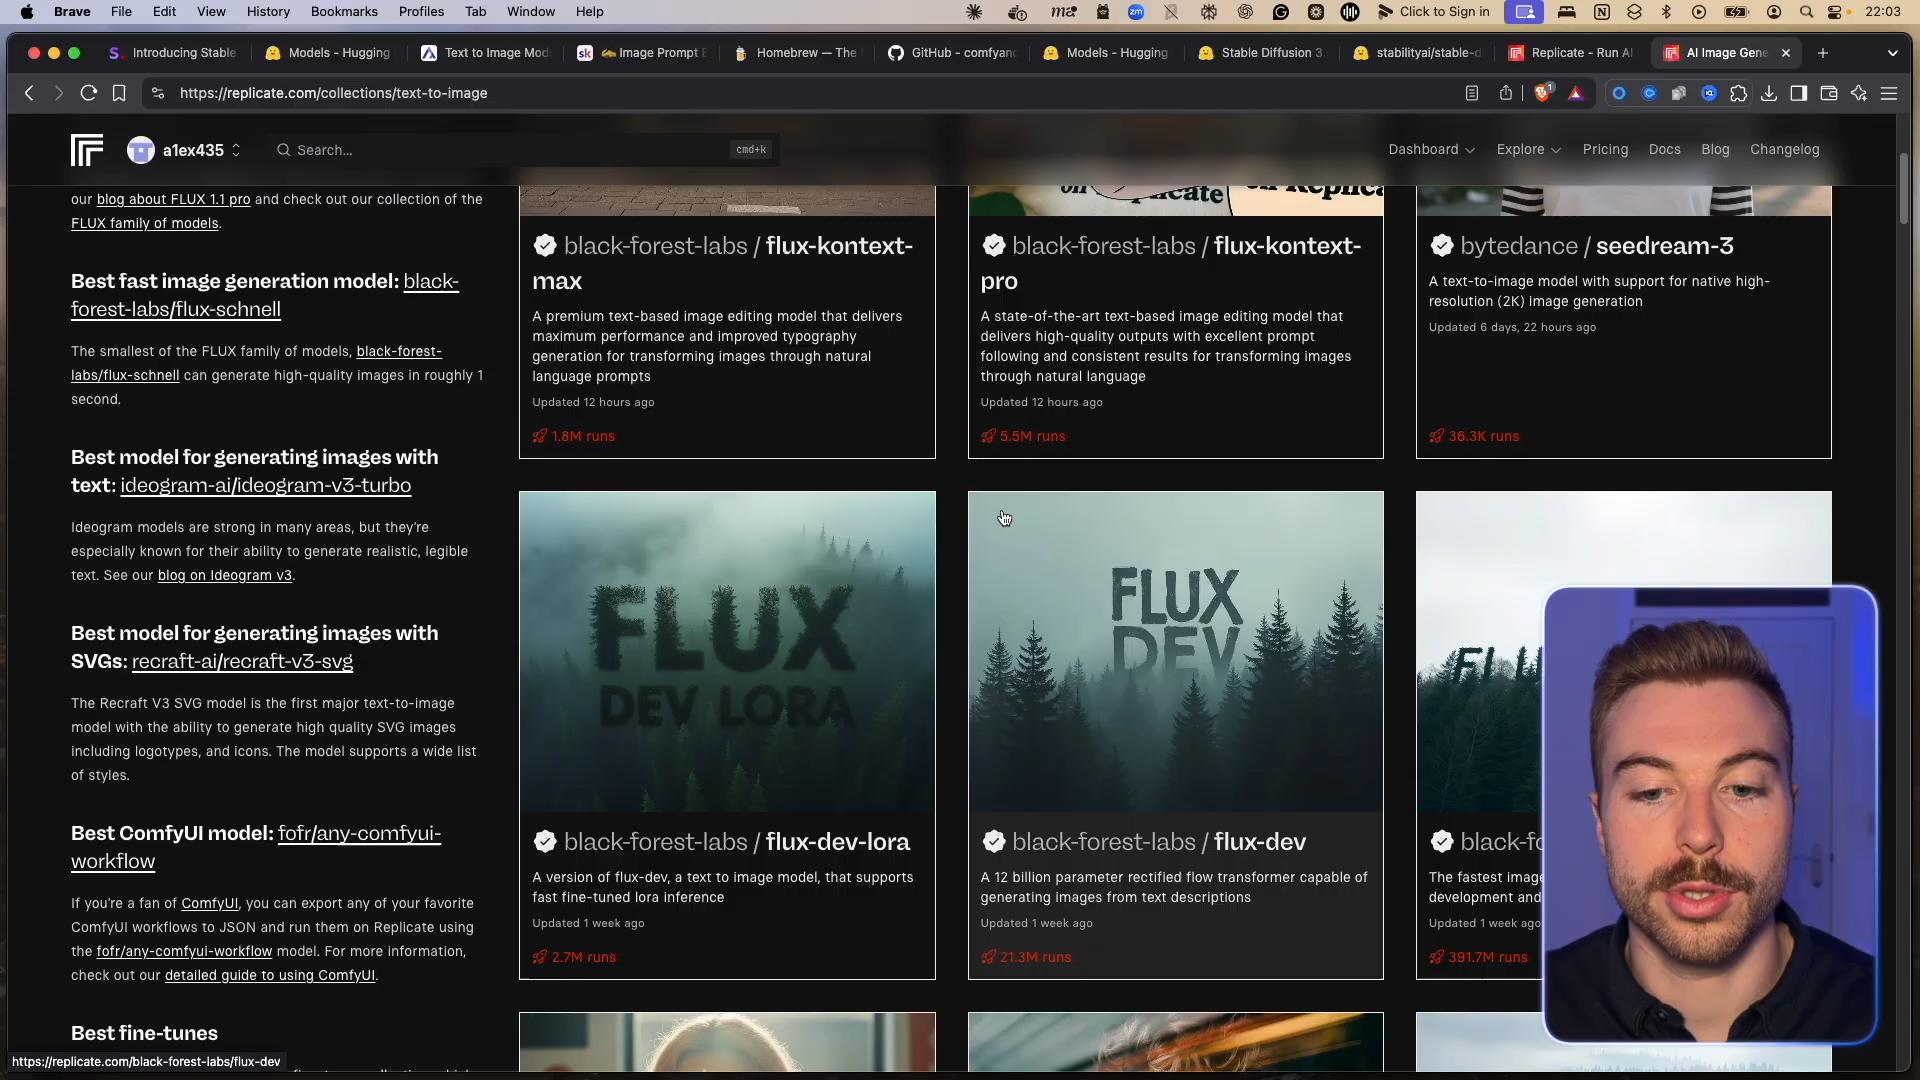 Brave File Edit View History Bookmarks Profiles Tab Window Help
Click to Sign in
22:03
Introducing Stable
Models - Hugging
Text to Image Mod
Image Prompt E
Homebrew — The
GitHub - comfyan
Models - Hugging
Stable Diffusion 3.
stabilityai/stable-d
Replicate - Run AI
AI Image Gene
https://replicate.com/collections/text-to-image
a1ex435
Search...
cmd+k
Dashboard Explore Pricing Docs Blog Changelog
our blog about FLUX 1.1 pro and check out our collection of the
FLUX family of models.
Best fast image generation model: black-
forest-labs/flux-schnell
The smallest of the FLUX family of models, black-forest-
labs/flux-schnell can generate high-quality images in roughly 1
second.
Best model for generating images with
text: ideogram-ai/ideogram-v3-turbo
Ideogram models are strong in many areas, but they're
especially known for their ability to generate realistic, legible
text. See our blog on Ideogram v3.
Best model for generating images with
SVGs: recraft-ai/recraft-v3-svg
The Recraft V3 SVG model is the first major text-to-image
model with the ability to generate high quality SVG images
including logotypes, and icons. The model supports a wide list
of styles.
Best ComfyUI model: fofr/any-comfyui-
workflow
If you're a fan of ComfyUI, you can export any of your favorite
ComfyUI workflows to JSON and run them on Replicate using
the fofr/any-comfyui-workflow model. For more information,
check out our detailed guide to using ComfyUI.
Best fine-tunes
https://replicate.com/black-forest-labs/flux-dev
black-forest-labs / flux-kontext-
max
A premium text-based image editing model that delivers
maximum performance and improved typography
generation for transforming images through natural
language prompts
Updated 12 hours ago
1.8M runs
on Replicate
on Replica
black-forest-labs / flux-kontext-
pro
A state-of-the-art text-based image editing model that
delivers high-quality outputs with excellent prompt
following and consistent results for transforming images
through natural language
Updated 12 hours ago
5.5M runs
bytedance / seedream-3
A text-to-image model with support for native high-
resolution (2K) image generation
Updated 6 days, 22 hours ago
36.3K runs
FLUX
DEV LORA
black-forest-labs / flux-dev-lora
A version of flux-dev, a text to image model, that supports
fast fine-tuned lora inference
Updated 1 week ago
2.7M runs
FLUX
DEV
black-forest-labs / flux-dev
A 12 billion parameter rectified flow transformer capable of
generating images from text descriptions
Updated 1 week ago
21.3M runs
FLU
black-fo
The fastest image
development and
Updated 1 week ago
391.7M runs